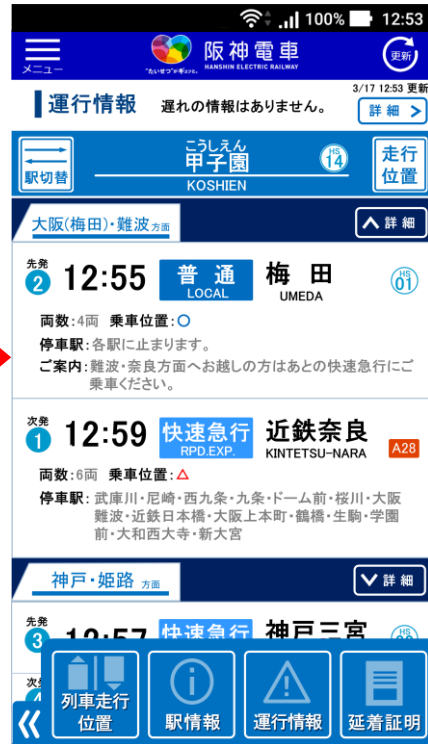 100% 12:53
メニュー
"たいせつ"がギュッと。
阪神電車
HANSHIN ELECTRIC RAILWAY
更新
3/17 12:53 更新
運行情報 遅れの情報はありません。 詳細 >
駅切替
こうしえん
甲子園
KOSHIEN
HS
14
走行
位置
大阪(梅田)・難波方面 詳細
先発
2 12:55 普通 梅田 HS
LOCAL UMEDA 01
両数:4両 乗車位置:○
停車駅:各駅に止まります。
ご案内:難波・奈良方面へお越しの方はあとの快速急行にご
乗車ください。
次発
1 12:59 快速急行 近鉄奈良 A28
RPD.EXP. KINTETSU-NARA
両数:6両 乗車位置:△
停車駅:武庫川・尼崎・西九条・九条・ドーム前・桜川・大阪
難波・近鉄日本橋・大阪上本町・鶴橋・生駒・学園
前・大和西大寺・新大宮
神戸・姫路 方面 詳細
先発
3 12:57 快速急行 神戸三宮 HS
次
列車走行
位置
駅情報
運行情報
延着証明